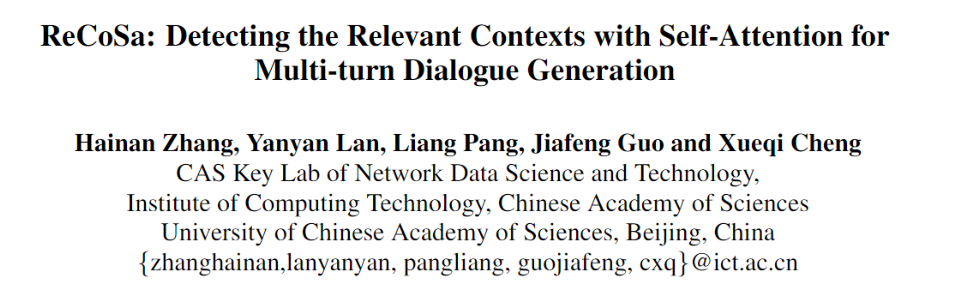 ReCoSa: Detecting the Relevant Contexts with Self-Attention for
Multi-turn Dialogue Generation
Hainan Zhang, Yanyan Lan, Liang Pang, Jiafeng Guo and Xueqi Cheng
CAS Key Lab of Network Data Science and Technology,
Institute of Computing Technology, Chinese Academy of Sciences
University of Chinese Academy of Sciences, Beijing, China
{zhanghainan,lanyanyan, pangliang, guojiafeng, cxq}@ict.ac.cn